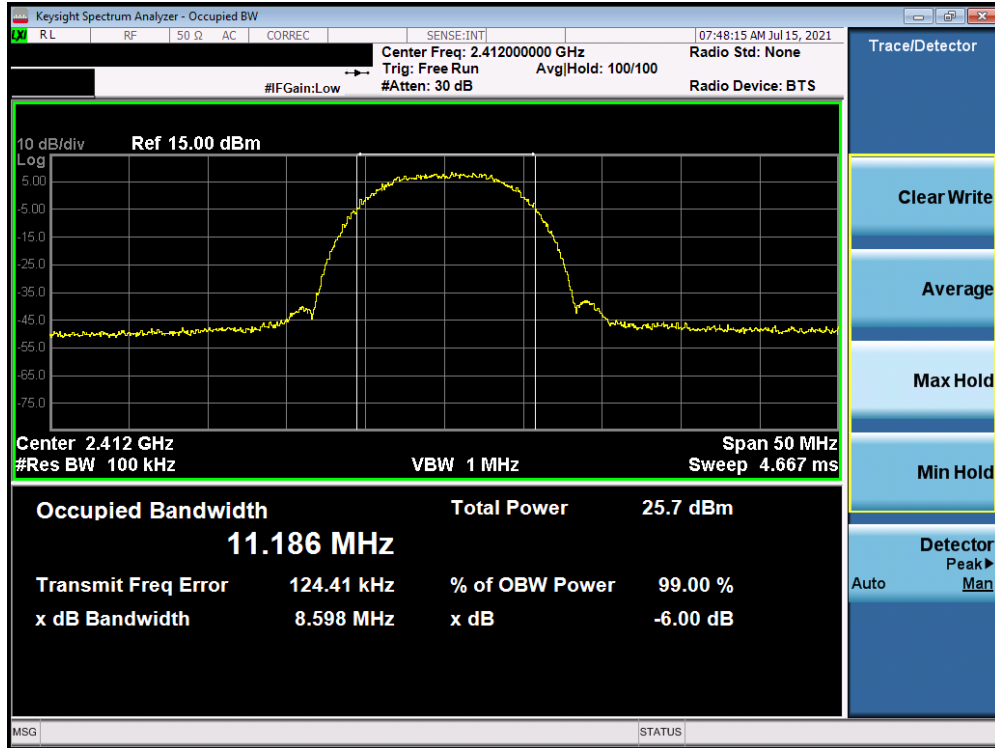 Keysight Spectrum Analyzer - Occupied BW
LXI RL RF 50 Ω AC CORREC SENSE:INT 07:48:15 AM Jul 15, 2021
Center Freq: 2.412000000 GHz Radio Std: None
Trig: Free Run Avg|Hold: 100/100
#IFGain:Low #Atten: 30 dB Radio Device: BTS
10 dB/div Ref 15.00 dBm
Log
5.00
-5.00
-15.0
-25.0
-35.0
-45.0
-55.0
-65.0
-75.0
Center 2.412 GHz Span 50 MHz
#Res BW 100 kHz VBW 1 MHz Sweep 4.667 ms
Occupied Bandwidth Total Power 25.7 dBm
11.186 MHz
Transmit Freq Error 124.41 kHz % of OBW Power 99.00 %
x dB Bandwidth 8.598 MHz x dB -6.00 dB
MSG STATUS
Trace/Detector
Clear Write
Average
Max Hold
Min Hold
Detector
Peak▶
Auto Man